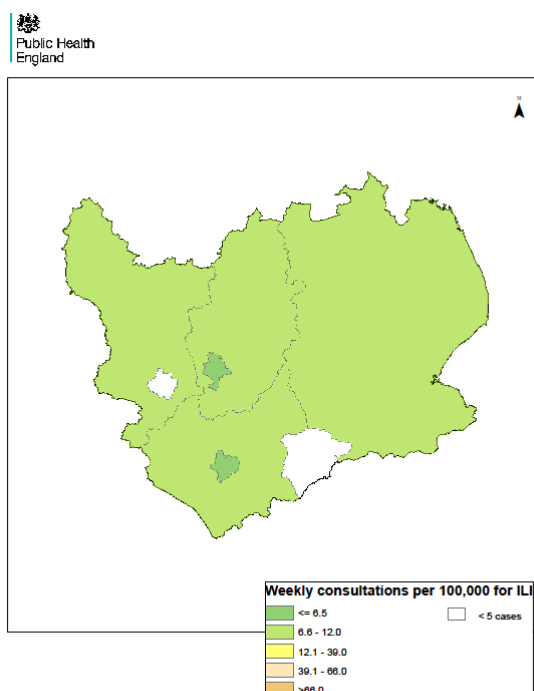 Public Health
England
N
Weekly consultations per 100,000 for ILI
<= 6.5
< 5 cases
6.6 - 12.0
12.1 - 39.0
39.1 - 66.0
>66.0